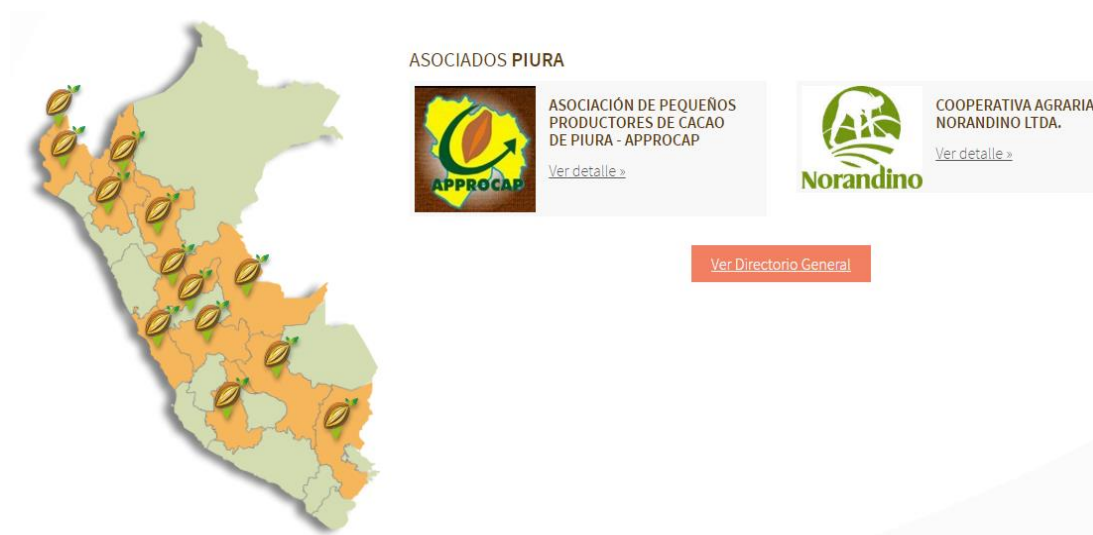 ASOCIADOS PIURA
APPROCAP
ASOCIACIÓN DE PEQUEÑOS
PRODUCTORES DE CACAO
DE PIURA - APPROCAP
Ver detalle »
Norandino
COOPERATIVA AGRARIA
NORANDINO LTDA.
Ver detalle »
Ver Directorio General